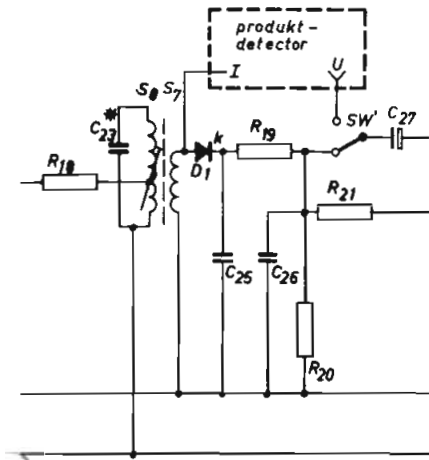 produkt-
detector
I
U
S8 S7
*
C23
k
D1
R19
SW'
C27
R18
R21
C25
C26
R20